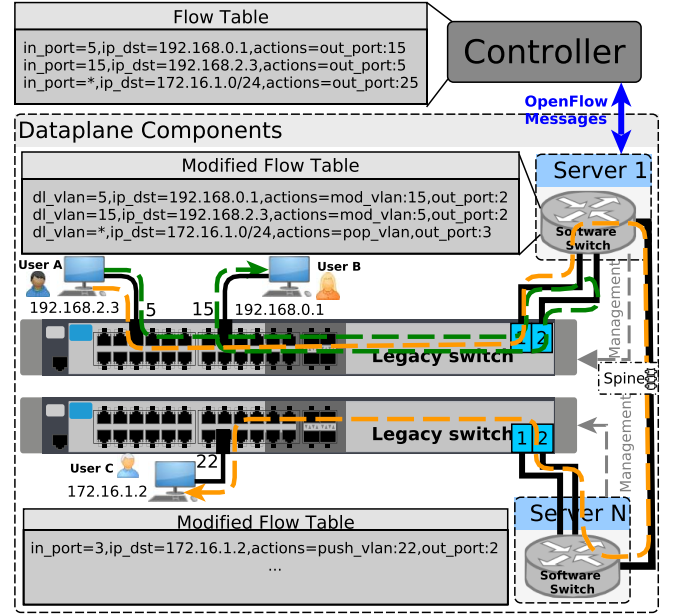 Flow Table
in_port=5,ip_dst=192.168.0.1,actions=out_port:15
in_port=15,ip_dst=192.168.2.3,actions=out_port:5
in_port=*,ip_dst=172.16.1.0/24,actions=out_port:25
Controller
OpenFlow
Messages
Dataplane Components
Modified Flow Table
dl_vlan=5,ip_dst=192.168.0.1,actions=mod_vlan:15,out_port:2
dl_vlan=15,ip_dst=192.168.2.3,actions=mod_vlan:5,out_port:2
dl_vlan=*,ip_dst=172.16.1.0/24,actions=pop_vlan,out_port:3
Server 1
Software
Switch
User A
192.168.2.3
5
15
User B
192.168.0.1
Management
1 2
Legacy switch
Spine
Legacy switch
1 2
Management
User C
172.16.1.2
22
Server N
Software
Switch
Modified Flow Table
in_port=3,ip_dst=172.16.1.2,actions=push_vlan:22,out_port:2
...